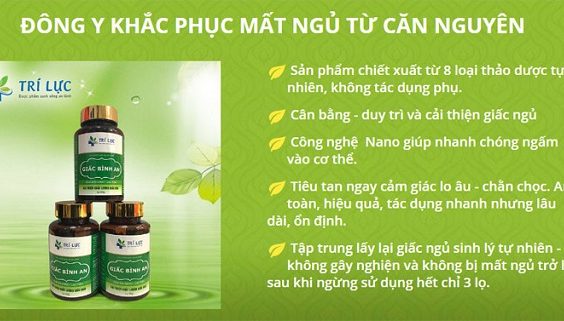 ĐÔNG Y KHẮC PHỤC MẤT NGỦ TỪ CĂN NGUYÊN
TRÍ LỰC
Sản phẩm chiết xuất từ 8 loại thảo dược tự
nhiên, không tác dụng phụ.
Cân bằng - duy trì và cải thiện giấc ngủ
Công nghệ Nano giúp nhanh chóng ngấm
vào cơ thể.
Tiêu tan ngay cảm giác lo âu - chằn chọc. An
toàn, hiệu quả, tác dụng nhanh nhưng lâu
dài, ổn định.
Tập trung lấy lại giấc ngủ sinh lý tự nhiên -
không gây nghiện và không bị mất ngủ trở l
sau khi ngừng sử dụng hết chỉ 3 lọ.
TRÍ LỰC
GIẤC BÌNH AN
TRÍ LỰC
GIẤC BÌNH AN
TRÍ LỰC
GIẤC BÌNH AN